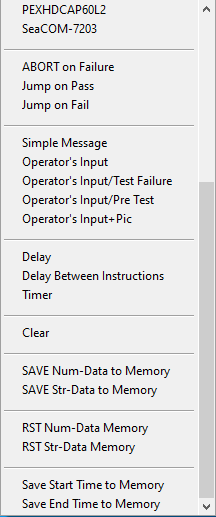 PEXHDCAP60L2
SeaCOM-7203
ABORT on Failure
Jump on Pass
Jump on Fail
Simple Message
Operator's Input
Operator's Input/Test Failure
Operator's Input/Pre Test
Operator's Input+Pic
Delay
Delay Between Instructions
Timer
Clear
SAVE Num-Data to Memory
SAVE Str-Data to Memory
RST Num-Data Memory
RST Str-Data Memory
Save Start Time to Memory
Save End Time to Memory